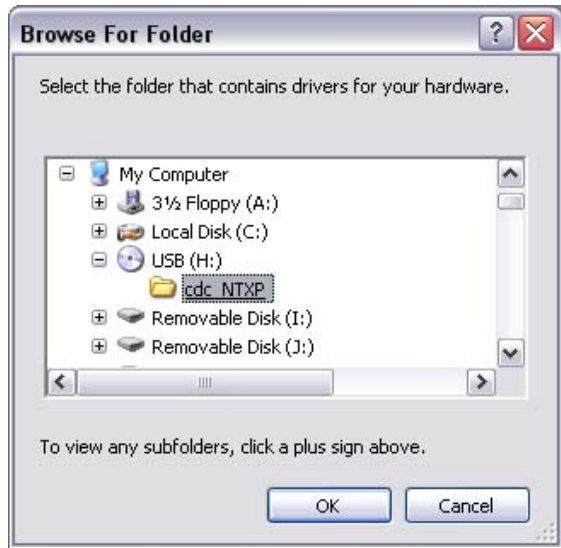 Browse For Folder
Select the folder that contains drivers for your hardware.
My Computer
3½ Floppy (A:)
Local Disk (C:)
USB (H:)
cdc_NTXP
Removable Disk (I:)
Removable Disk (J:)
To view any subfolders, click a plus sign above.
OK Cancel